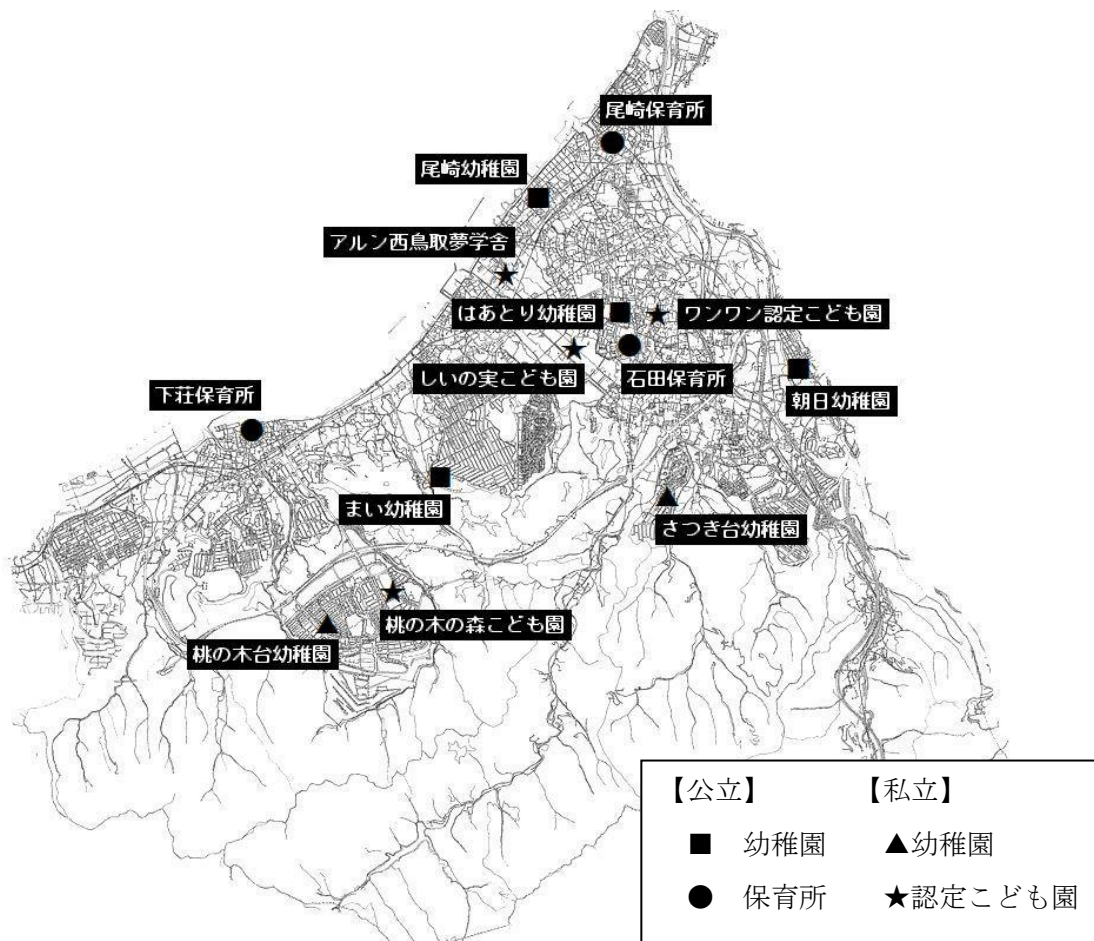 尾崎保育所
尾崎幼稚園
アルン西鳥取夢学舎
はあとり幼稚園
ワンワン認定こども園
しいの実こども園
石田保育所
朝日幼稚園
下荘保育所
まい幼稚園
さつき台幼稚園
桃の木の森こども園
桃の木台幼稚園
【公立】 【私立】
■ 幼稚園 ▲幼稚園
● 保育所 ★認定こども園